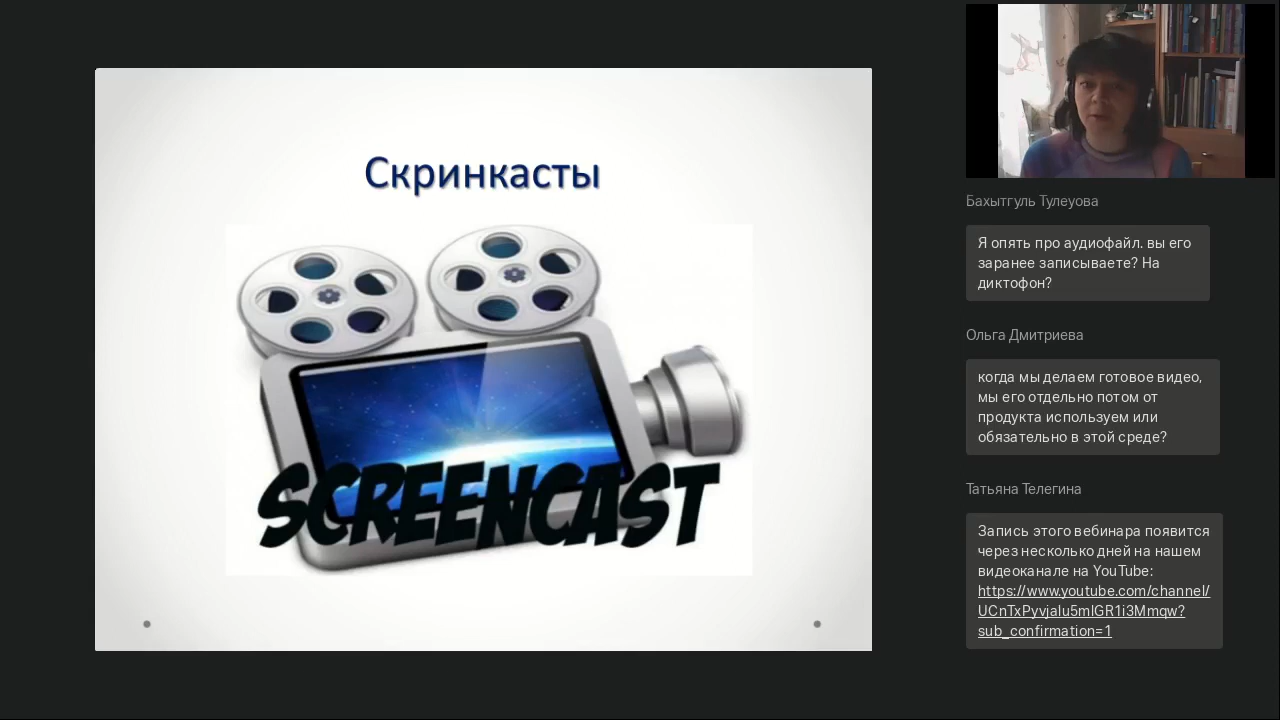 Скринкасты
SCREENCAST
Бахытгуль Тулеуова
Я опять про аудиофайл. вы его
заранее записываете? На
диктофон?
Ольга Дмитриева
когда мы делаем готовое видео,
мы его отдельно потом от
продукта используем или
обязательно в этой среде?
Татьяна Телегина
Запись этого вебинара появится
через несколько дней на нашем
видеоканале на YouTube:
https://www.youtube.com/channel/
UCnTxPyvjaIu5mIGR1i3Mmqw?
sub_confirmation=1